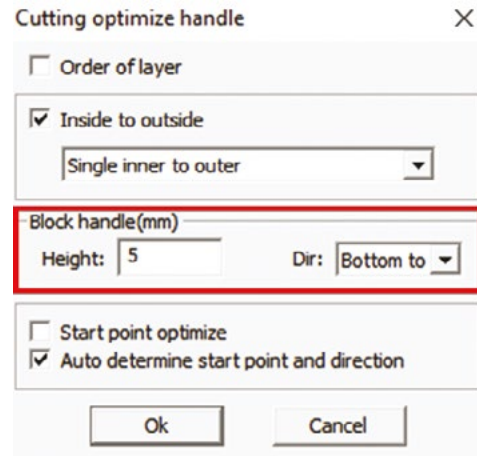 Cutting optimize handle
Order of layer
Inside to outside
Single inner to outer
Block handle(mm)
Height: 5 Dir: Bottom to
Start point optimize
Auto determine start point and direction
Ok Cancel